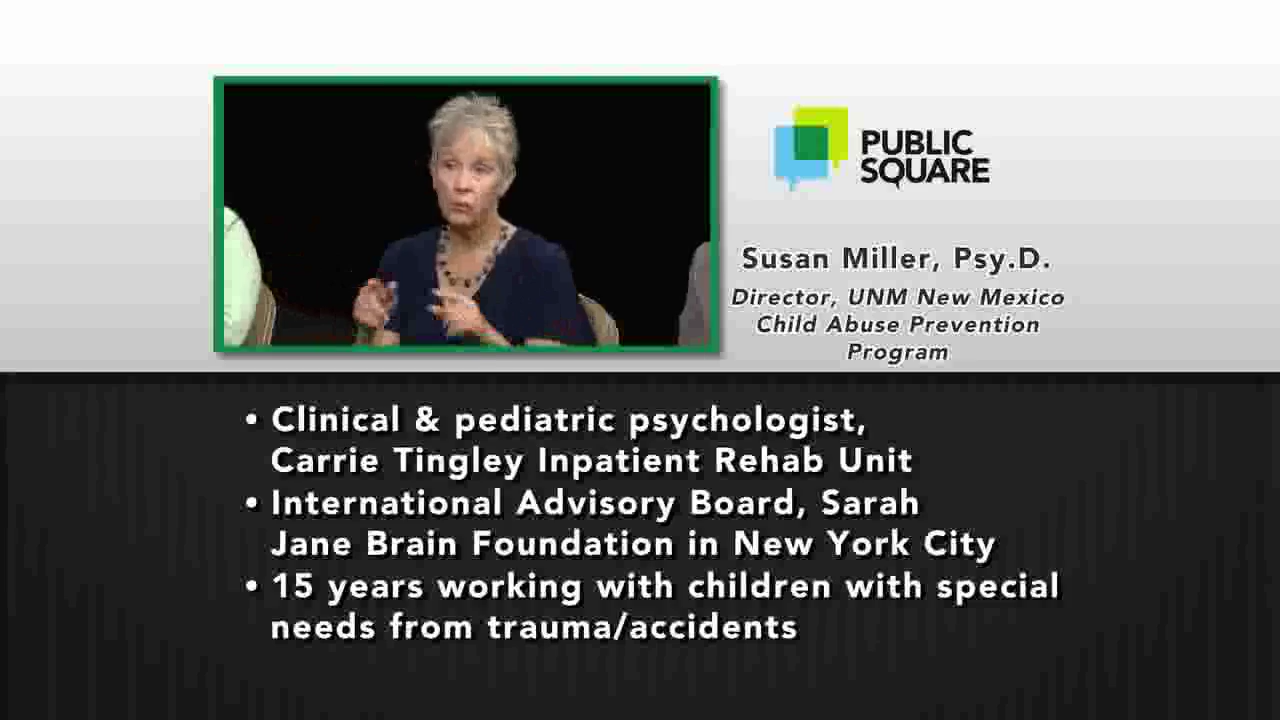 PUBLIC
SQUARE
Susan Miller, Psy.D.
Director, UNM New Mexico
Child Abuse Prevention
Program
• Clinical & pediatric psychologist,
Carrie Tingley Inpatient Rehab Unit
• International Advisory Board, Sarah
Jane Brain Foundation in New York City
• 15 years working with children with special
needs from trauma/accidents